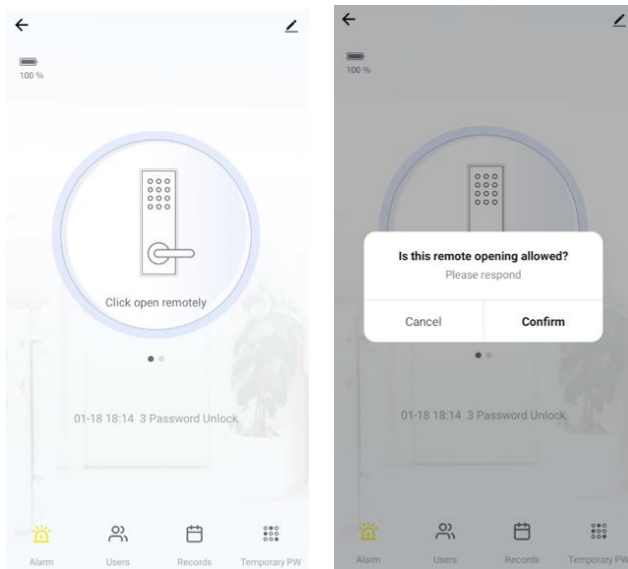 100 %
Click open remotely
01-18 18:14 3 Password Unlock
Alarm
Users
Records
Temporary PW
100 %
Is this remote opening allowed?
Please respond
Cancel
Confirm
01-18 18:14 3 Password Unlock
Alarm
Users
Records
Temporary PW